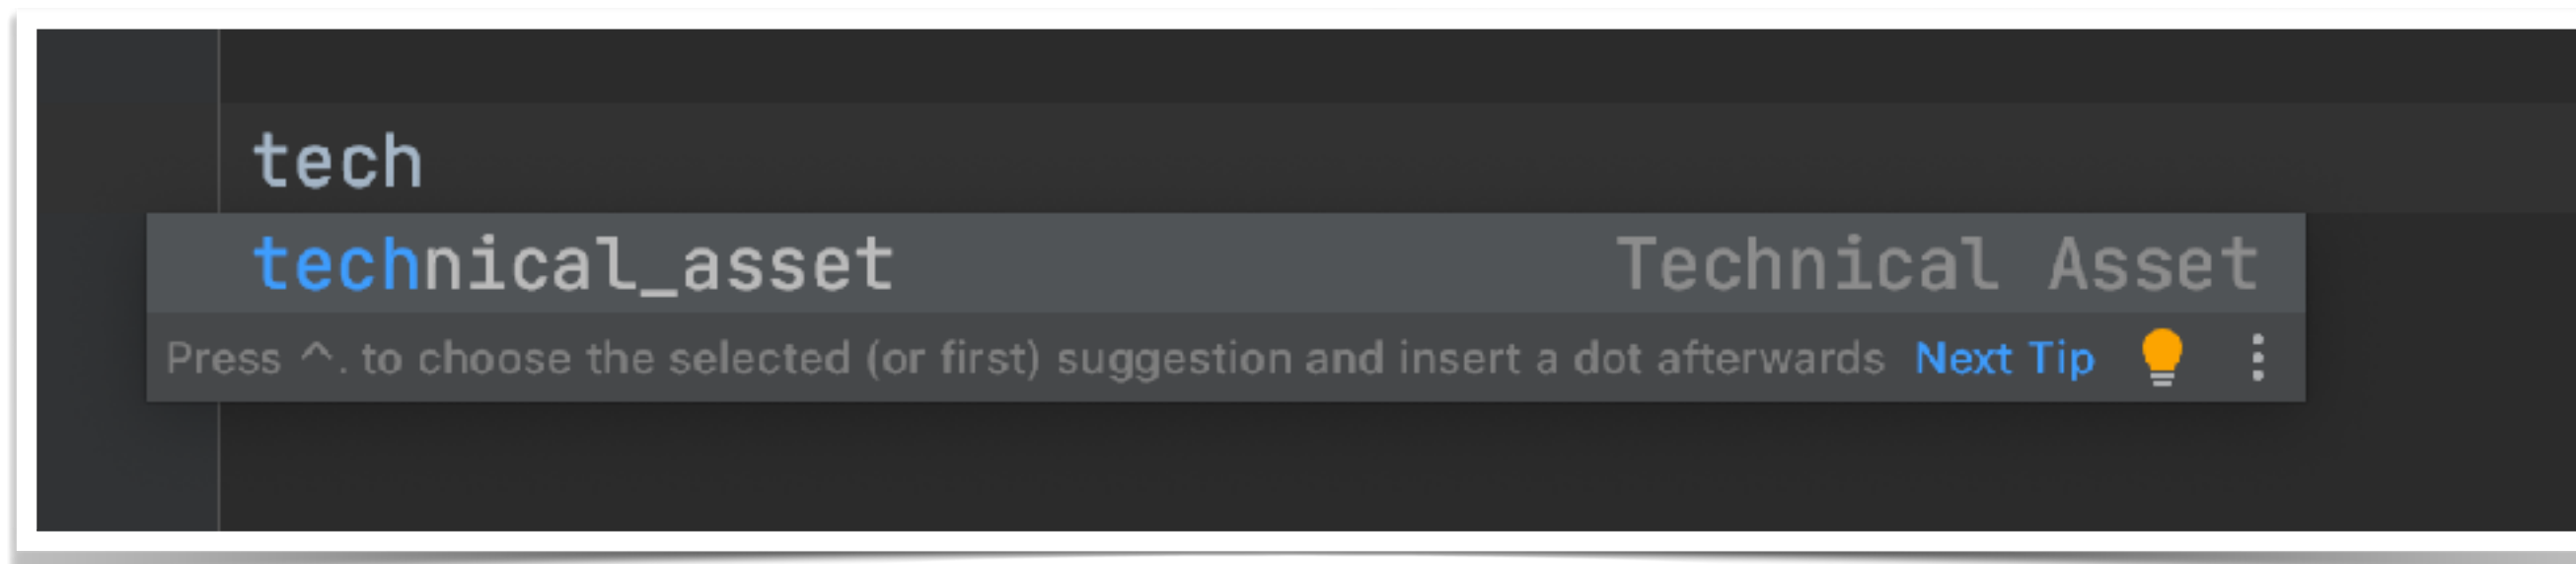 tech
technical_asset Technical Asset
Press ^. to choose the selected (or first) suggestion and insert a dot afterwards Next Tip